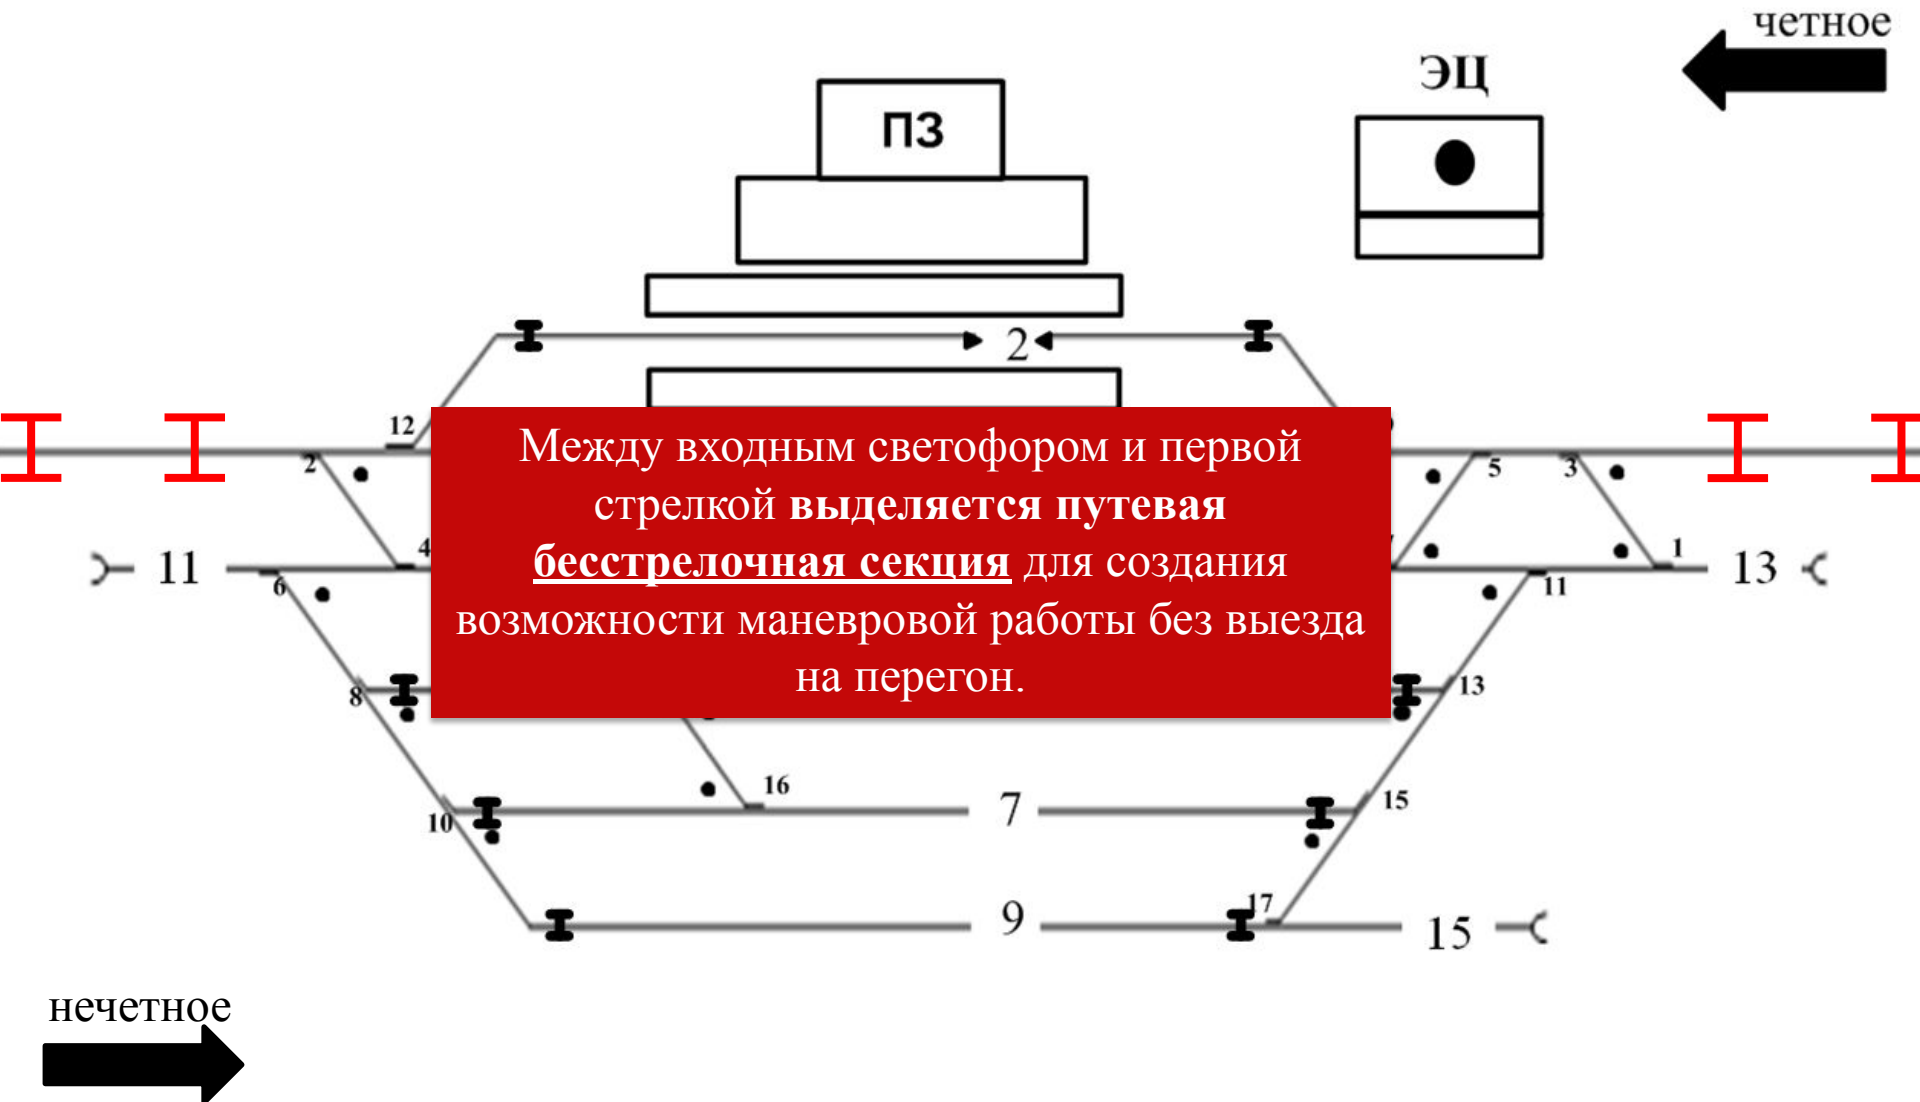 четное
ЭЦ
ПЗ
2
12
2
5
3
4
1
11
13
6
11
Между входным светофором и первой
стрелкой выделяется путевая
бесстрелочная секция для создания
возможности маневровой работы без выезда
на перегон.
8
13
16
7
15
10
9
17
15
нечетное